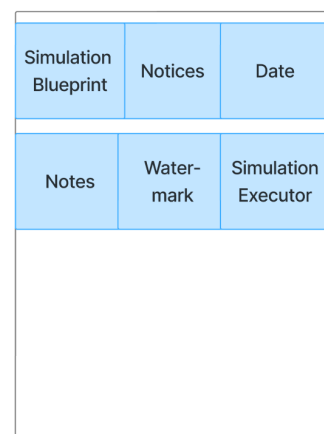 Simulation
Blueprint
Notices
Date
Notes
Water-
mark
Simulation
Executor